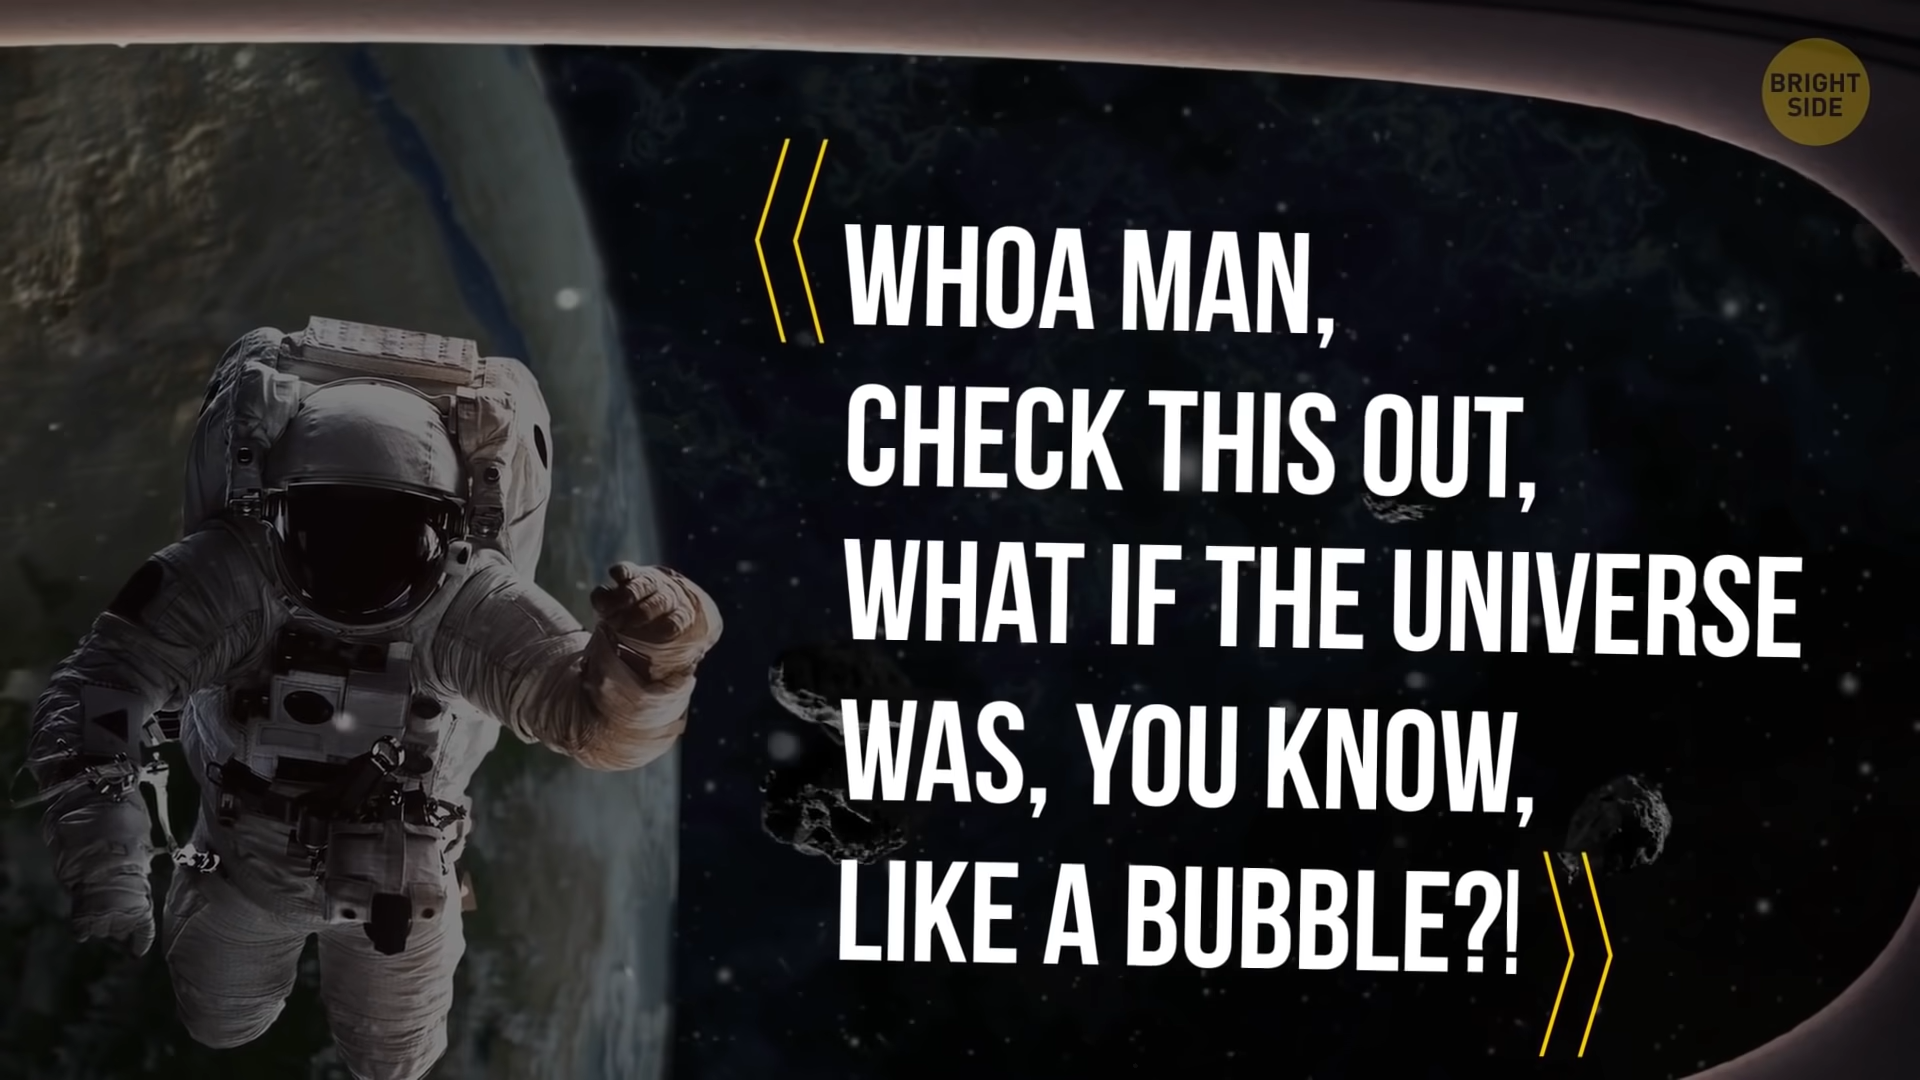 BRIGHT
SIDE
《WHOA MAN,
CHECK THIS OUT,
WHAT IF THE UNIVERSE
WAS, YOU KNOW,
LIKE A BUBBLE?!》